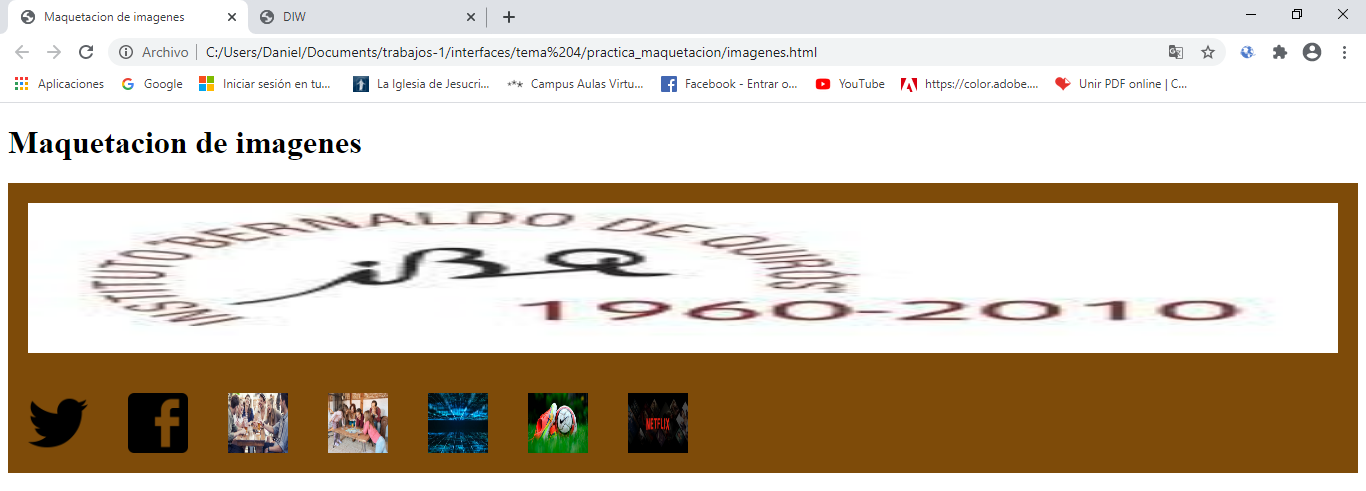 Maquetacion de imagenes
DIW
Archivo
C:/Users/Daniel/Documents/trabajos-1/interfaces/tema%204/practica_maquetacion/imagenes.html
Aplicaciones
Google
Iniciar sesión en tu...
La Iglesia de Jesucri...
Campus Aulas Virtu...
Facebook - Entrar o...
YouTube
https://color.adobe....
Unir PDF online | C...
Maquetacion de imagenes
INSTITUTO BERNALDO DE QUIRÓS
iBQ
1960-2010
NETFLIX